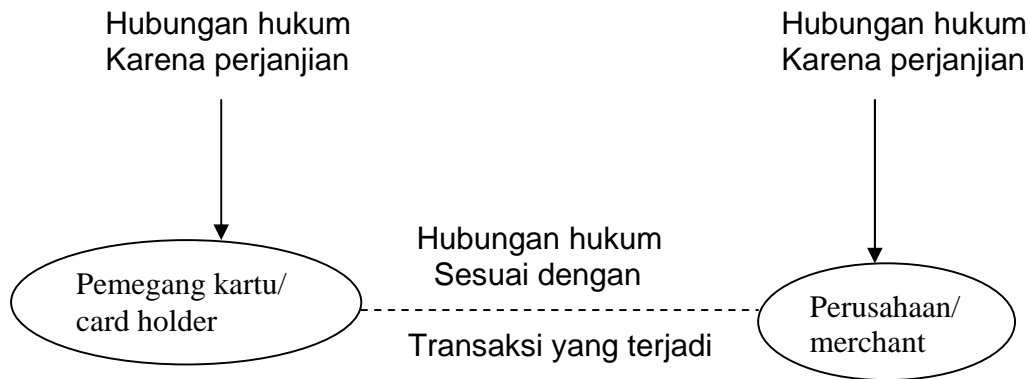 Hubungan hukum
Karena perjanjian
Hubungan hukum
Karena perjanjian
Hubungan hukum
Sesuai dengan
Pemegang kartu/
card holder
Transaksi yang terjadi
Perusahaan/
merchant